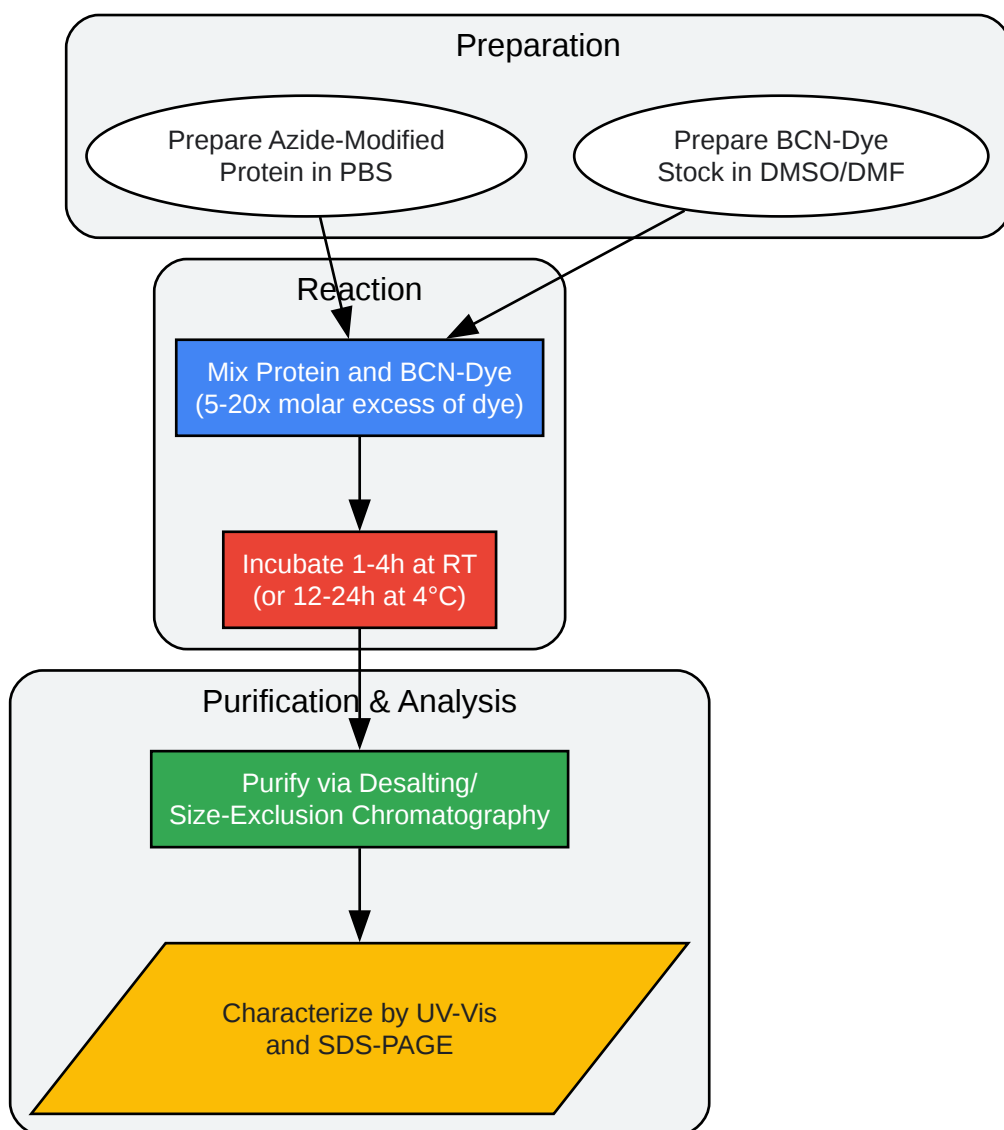 Preparation
Prepare Azide-Modified
Protein in PBS
Prepare BCN-Dye
Stock in DMSO/DMF
Reaction
Mix Protein and BCN-Dye
(5-20x molar excess of dye)
Incubate 1-4h at RT
(or 12-24h at 4°C)
Purification & Analysis
Purify via Desalting/
Size-Exclusion Chromatography
Characterize by UV-Vis
and SDS-PAGE